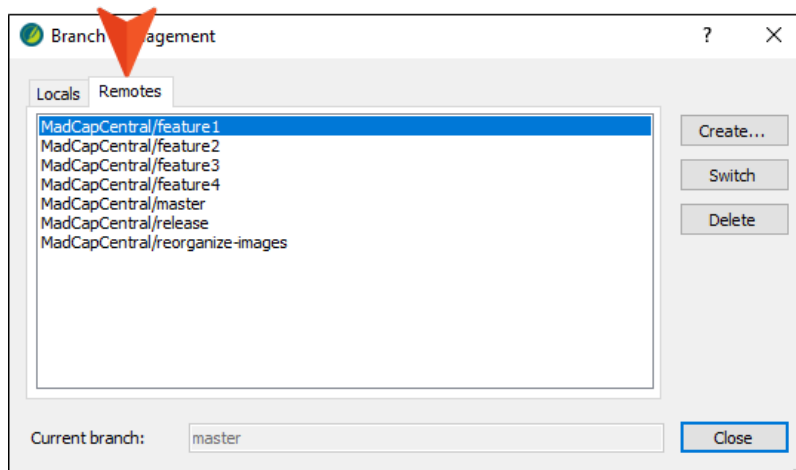 Branch agement
?
Locals
Remotes
MadCapCentral/feature1
MadCapCentral/feature2
MadCapCentral/feature3
MadCapCentral/feature4
MadCapCentral/master
MadCapCentral/release
MadCapCentral/reorganize-images
Create...
Switch
Delete
Current branch:
master
Close